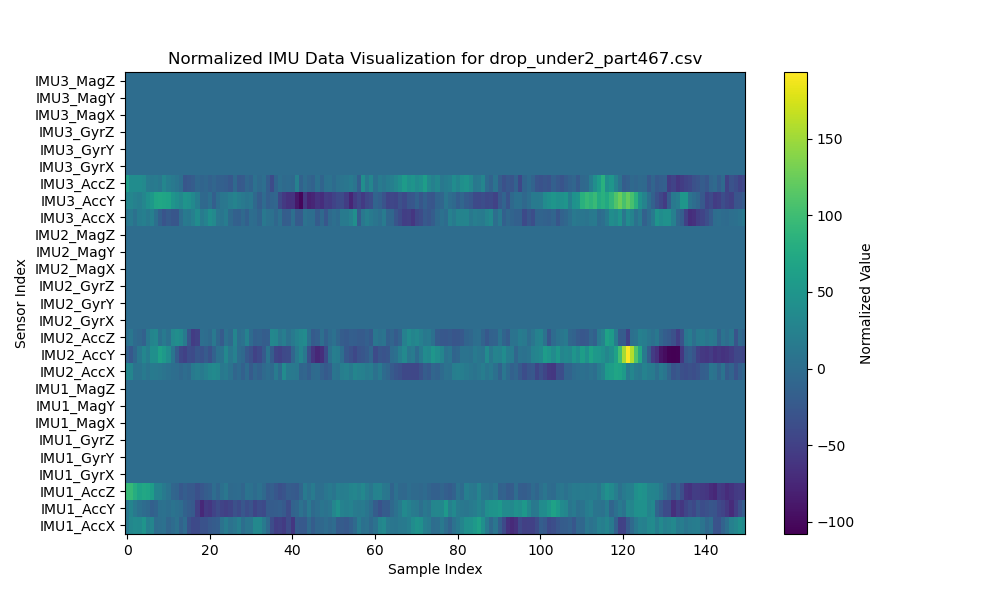 Normalized IMU Data Visualization for drop_under2_part467.csv
IMU3_MagZ
IMU3_MagY
IMU3_MagX
IMU3_GyrZ
IMU3_GyrY
IMU3_GyrX
IMU3_AccZ
IMU3_AccY
IMU3_AccX
IMU2_MagZ
IMU2_MagY
IMU2_MagX
IMU2_GyrZ
IMU2_GyrY
IMU2_GyrX
IMU2_AccZ
IMU2_AccY
IMU2_AccX
IMU1_MagZ
IMU1_MagY
IMU1_MagX
IMU1_GyrZ
IMU1_GyrY
IMU1_GyrX
IMU1_AccZ
IMU1_AccY
IMU1_AccX
Sensor Index
0 20 40 60 80 100 120 140
Sample Index
150
100
50
0
−50
−100
Normalized Value